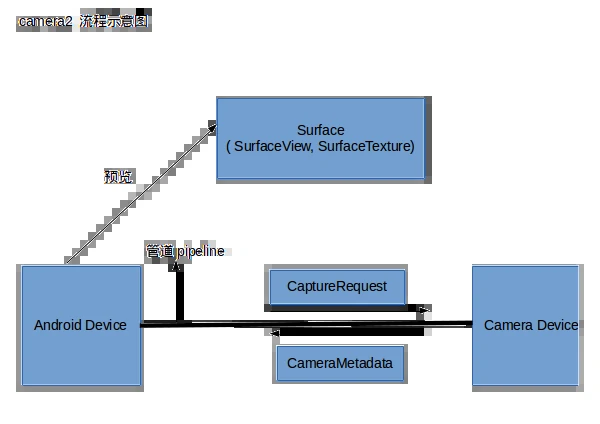 camera2 流程示意图
Surface
( SurfaceView, SurfaceTexture)
预览
管道 pipeline
CaptureRequest
Android Device
Camera Device
CameraMetadata